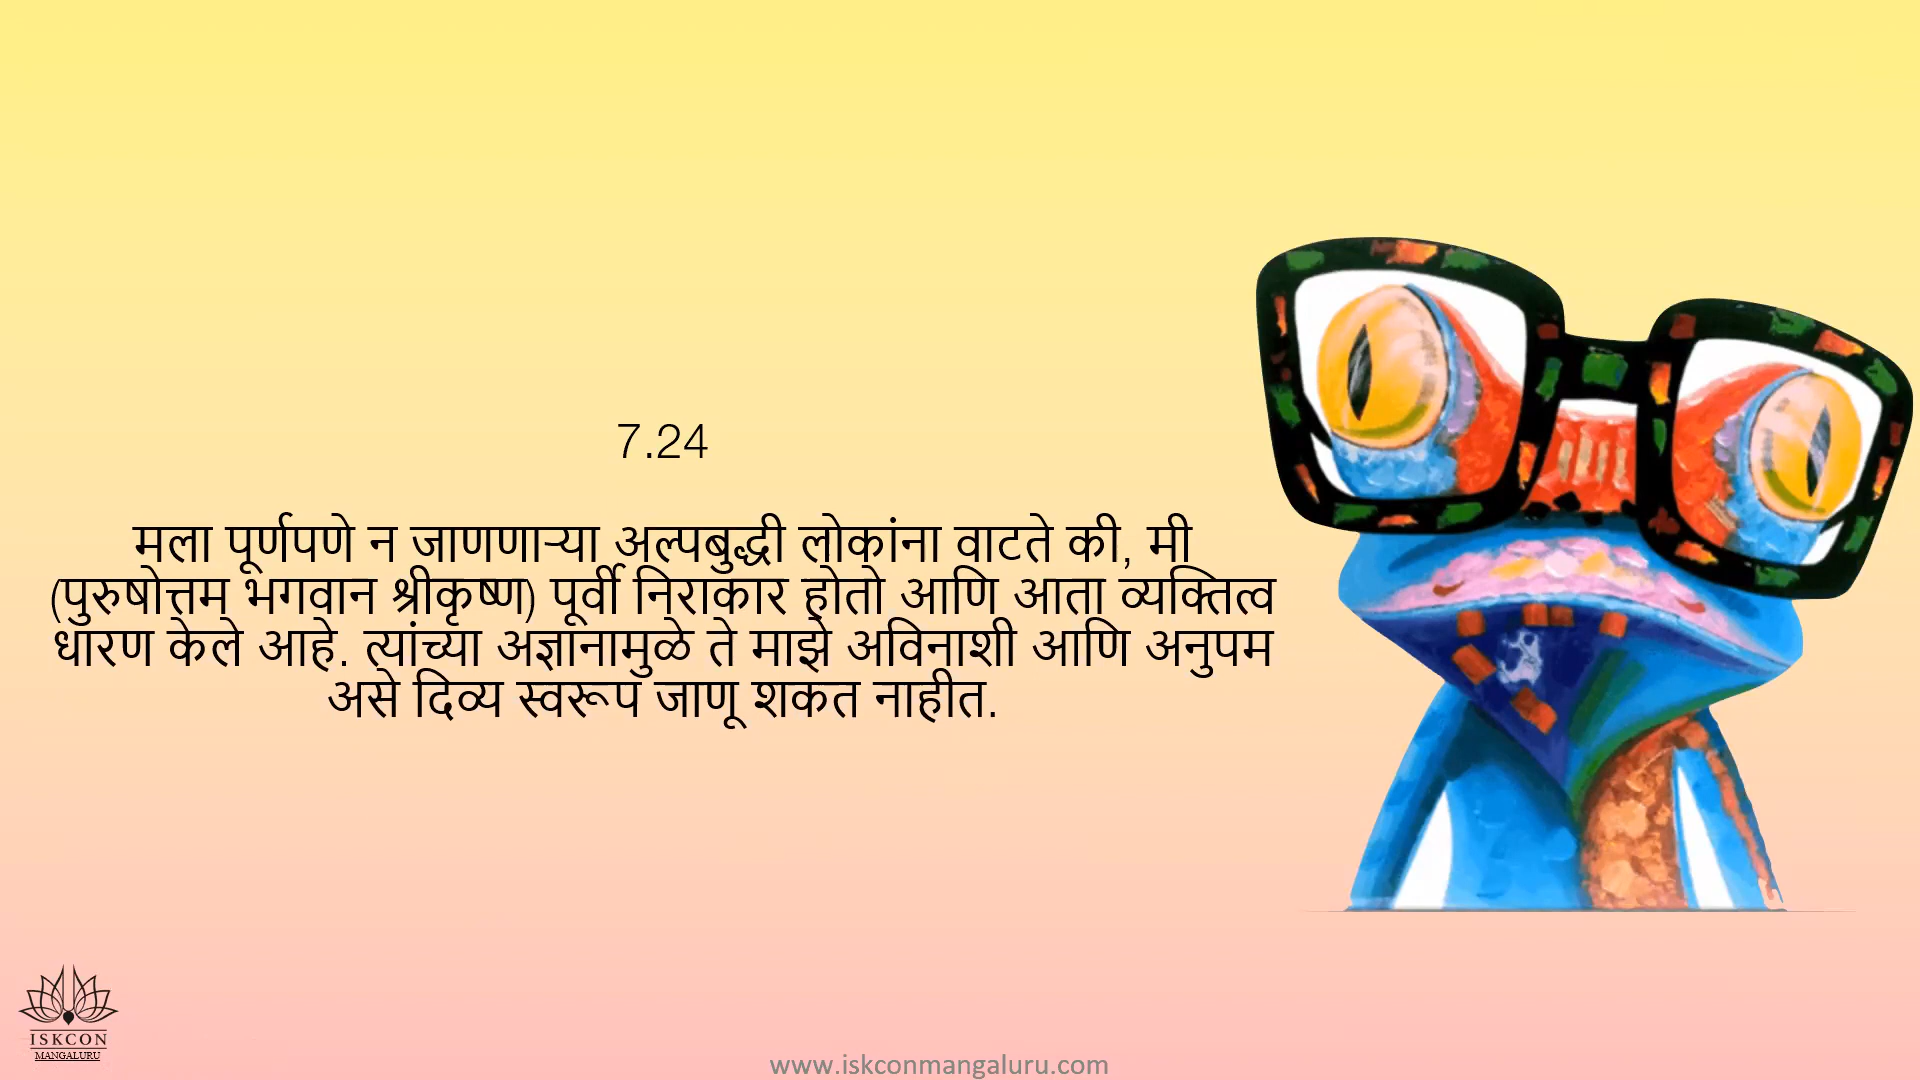 7.24
मला पूर्णपणे न जाणणाऱ्या अल्पबुद्धी लोकांना वाटते की, मी
(पुरुषोत्तम भगवान श्रीकृष्ण) पूर्वी निराकार होतो आणि आता व्यक्तित्व
धारण केले आहे. त्यांच्या अज्ञानामुळे ते माझे अविनाशी आणि अनुपम
असे दिव्य स्वरूप जाणू शकत नाहीत.
ISKCON
MANGALURU
www.iskconmangaluru.com